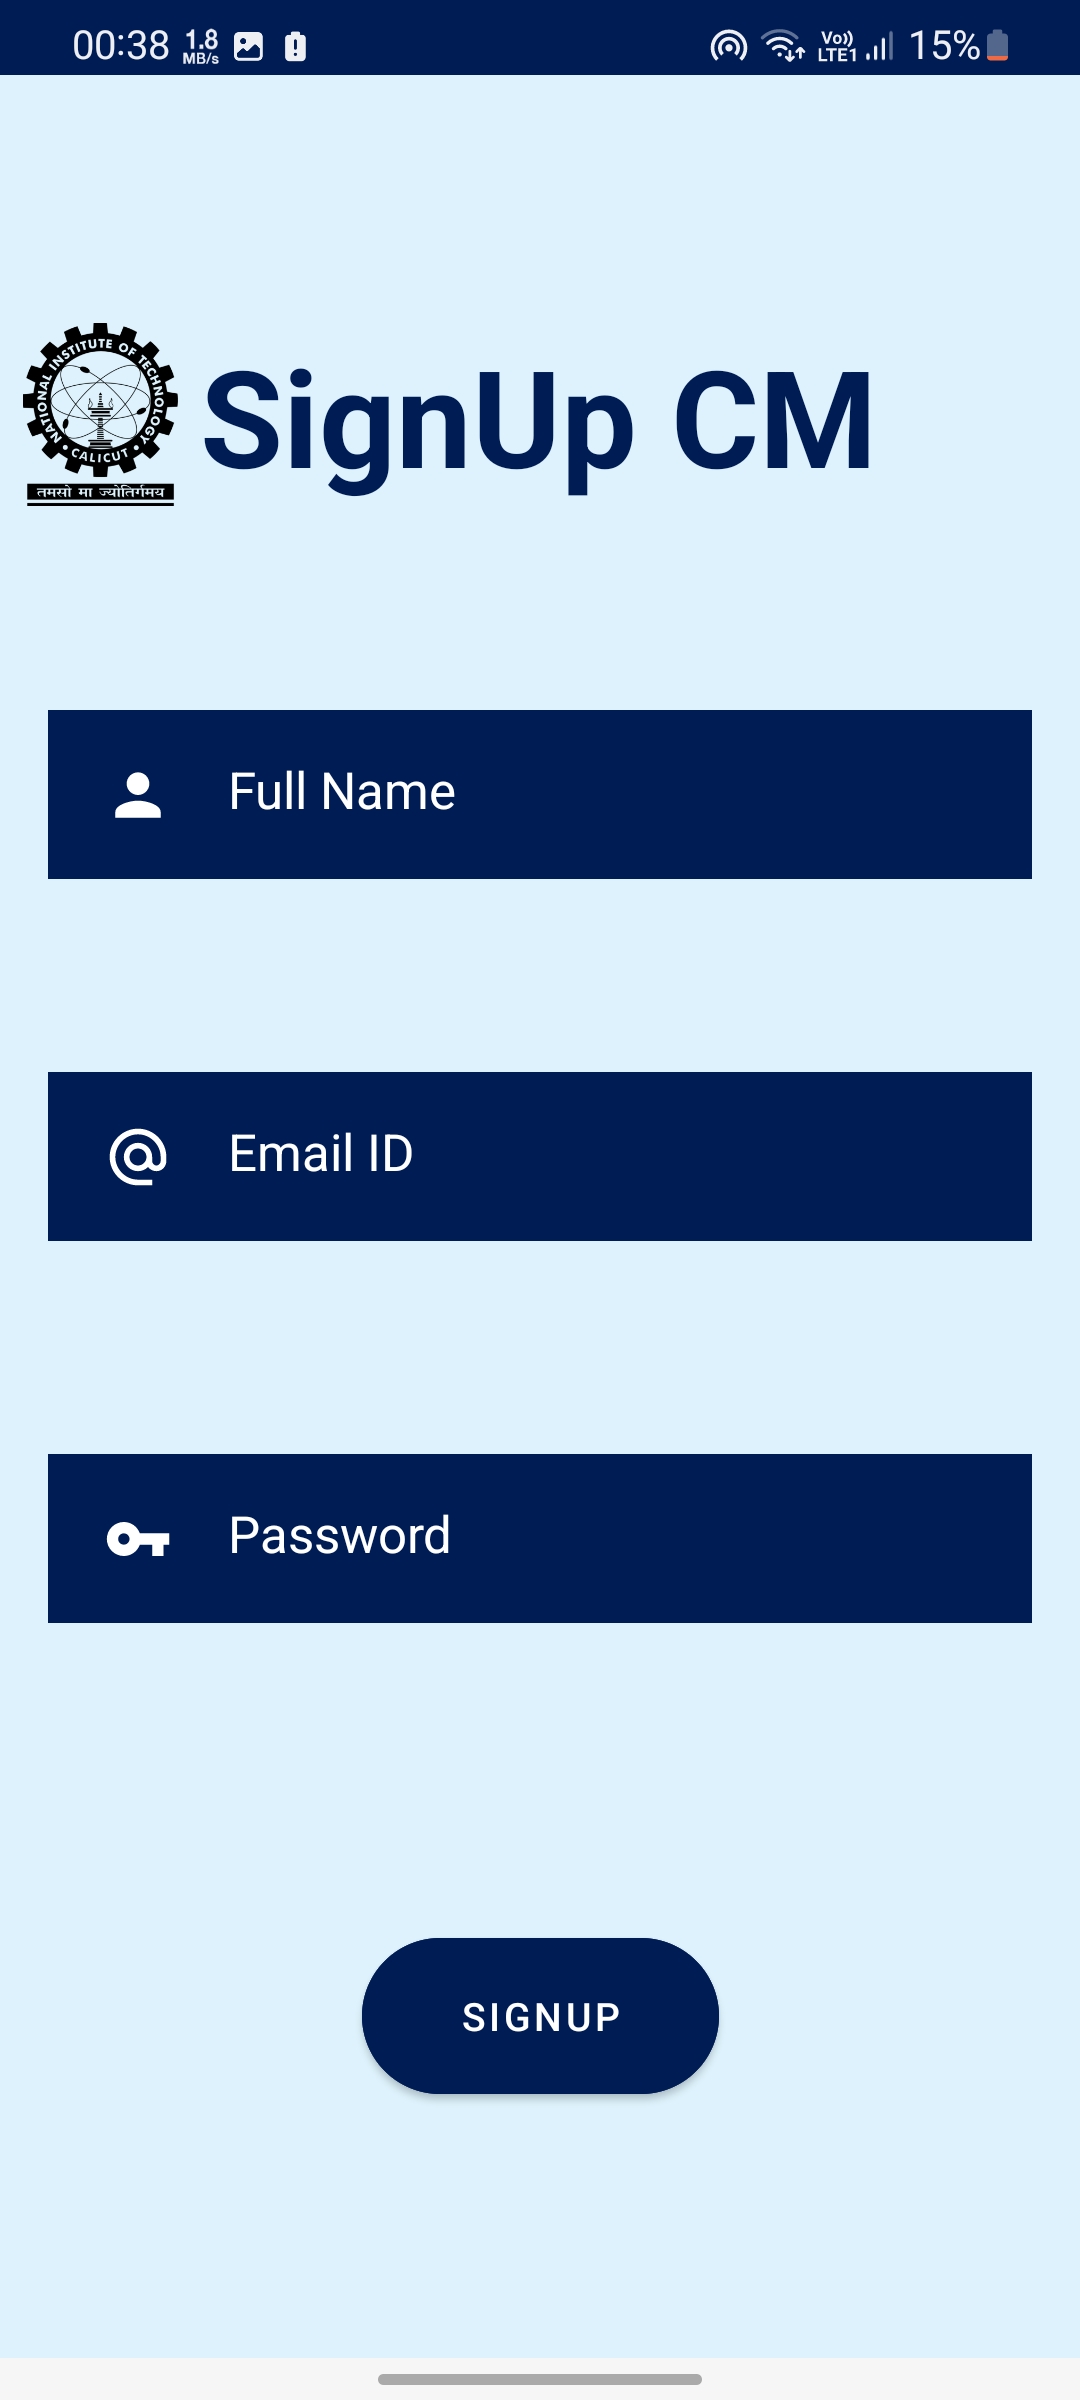 00:38 1.8 MB/s Vo)) LTE1 15%
NATIONAL INSTITUTE OF TECHNOLOGY
• CALICUT •
तमसो मा ज्योतिर्गमय
SignUp CM
Full Name
Email ID
Password
SIGNUP